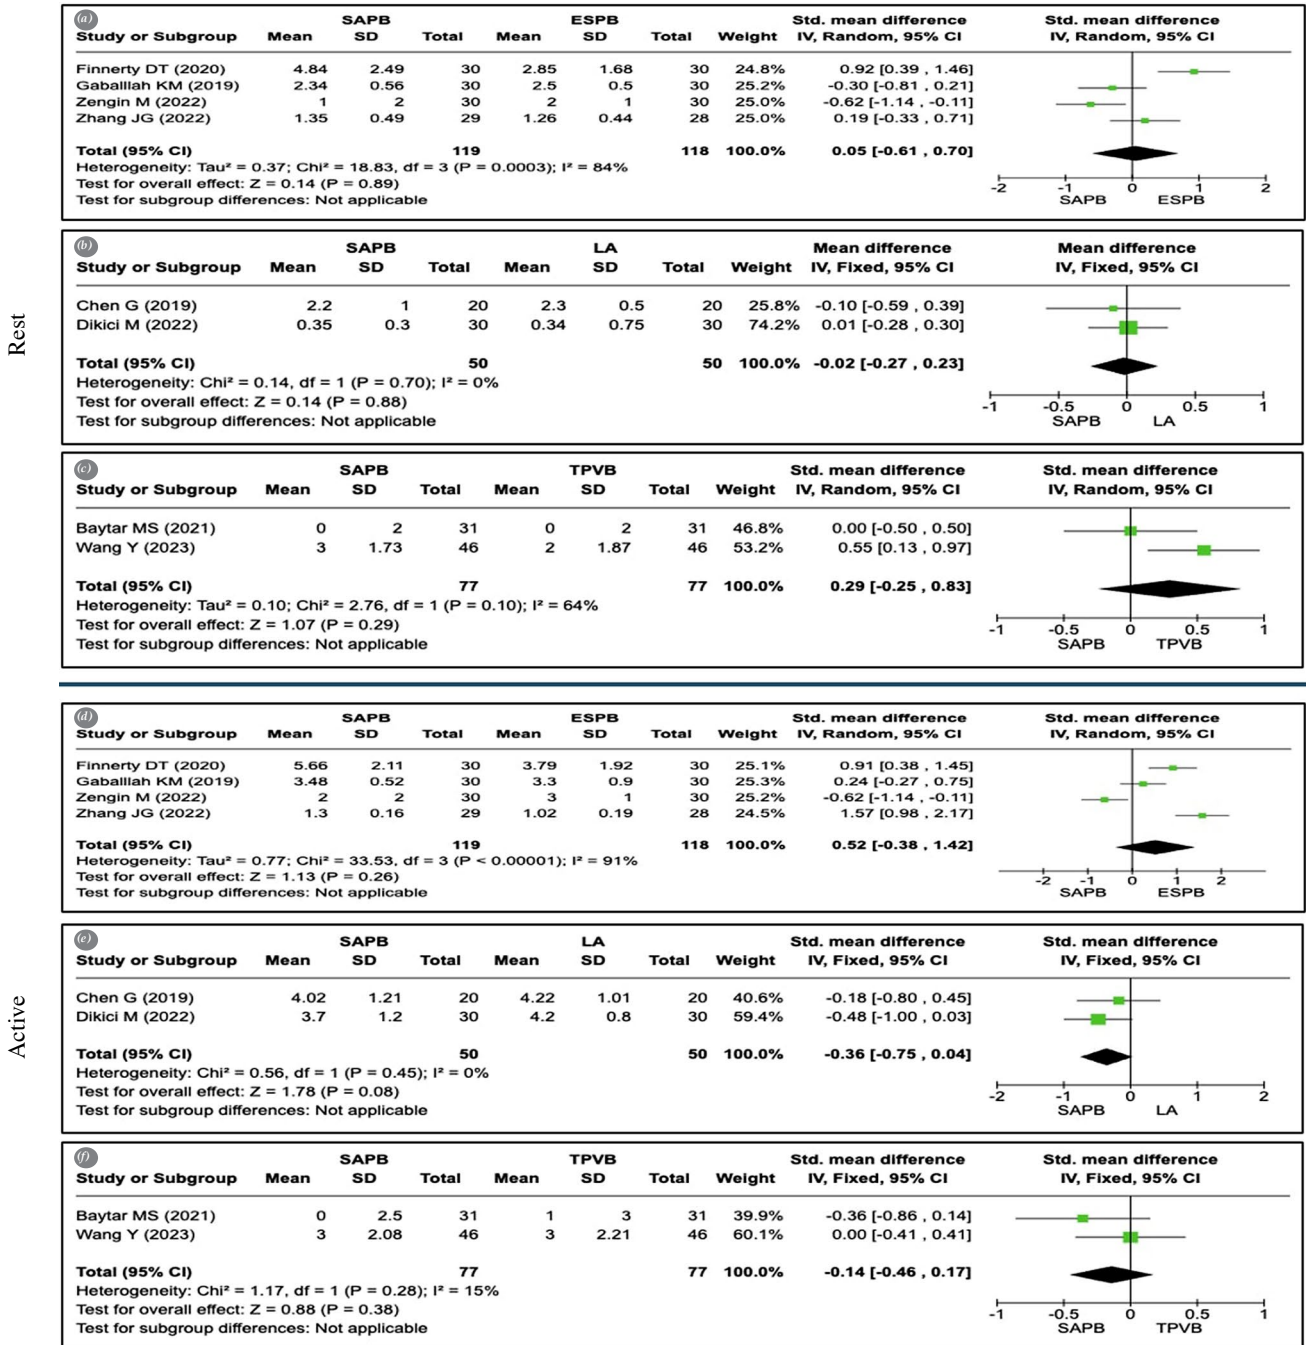 Rest
Active
(a) SAPB ESPB Std. mean difference Std. mean difference
Study or Subgroup Mean SD Total Mean SD Total Weight IV, Random, 95% CI IV, Random, 95% CI
Finnerty DT (2020) 4.84 2.49 30 2.85 1.68 30 24.8% 0.92 [0.39 , 1.46]
Gaballlah KM (2019) 2.34 0.56 30 2.5 0.5 30 25.2% -0.30 [-0.81 , 0.21]
Zengin M (2022) 1 2 30 2 1 30 25.0% -0.62 [-1.14 , -0.11]
Zhang JG (2022) 1.35 0.49 29 1.26 0.44 28 25.0% 0.19 [-0.33 , 0.71]
Total (95% CI) 119 118 100.0% 0.05 [-0.61 , 0.70]
Heterogeneity: Tau² = 0.37; Chi² = 18.83, df = 3 (P = 0.0003); I² = 84%
Test for overall effect: Z = 0.14 (P = 0.89)
Test for subgroup differences: Not applicable
-2 -1 0 1 2
SAPB ESPB
(b) SAPB LA Mean difference Mean difference
Study or Subgroup Mean SD Total Mean SD Total Weight IV, Fixed, 95% CI IV, Fixed, 95% CI
Chen G (2019) 2.2 1 20 2.3 0.5 20 25.8% -0.10 [-0.59 , 0.39]
Dikici M (2022) 0.35 0.3 30 0.34 0.75 30 74.2% 0.01 [-0.28 , 0.30]
Total (95% CI) 50 50 100.0% -0.02 [-0.27 , 0.23]
Heterogeneity: Chi² = 0.14, df = 1 (P = 0.70); I² = 0%
Test for overall effect: Z = 0.14 (P = 0.88)
Test for subgroup differences: Not applicable
-1 -0.5 0 0.5 1
SAPB LA
(c) SAPB TPVB Std. mean difference Std. mean difference
Study or Subgroup Mean SD Total Mean SD Total Weight IV, Random, 95% CI IV, Random, 95% CI
Baytar MS (2021) 0 2 31 0 2 31 46.8% 0.00 [-0.50 , 0.50]
Wang Y (2023) 3 1.73 46 2 1.87 46 53.2% 0.55 [0.13 , 0.97]
Total (95% CI) 77 77 100.0% 0.29 [-0.25 , 0.83]
Heterogeneity: Tau² = 0.10; Chi² = 2.76, df = 1 (P = 0.10); I² = 64%
Test for overall effect: Z = 1.07 (P = 0.29)
Test for subgroup differences: Not applicable
-1 -0.5 0 0.5 1
SAPB TPVB
(d) SAPB ESPB Std. mean difference Std. mean difference
Study or Subgroup Mean SD Total Mean SD Total Weight IV, Random, 95% CI IV, Random, 95% CI
Finnerty DT (2020) 5.66 2.11 30 3.79 1.92 30 25.1% 0.91 [0.38 , 1.45]
Gaballlah KM (2019) 3.48 0.52 30 3.3 0.9 30 25.3% 0.24 [-0.27 , 0.75]
Zengin M (2022) 2 2 30 3 1 30 25.2% -0.62 [-1.14 , -0.11]
Zhang JG (2022) 1.3 0.16 29 1.02 0.19 28 24.5% 1.57 [0.98 , 2.17]
Total (95% CI) 119 118 100.0% 0.52 [-0.38 , 1.42]
Heterogeneity: Tau² = 0.77; Chi² = 33.53, df = 3 (P < 0.00001); I² = 91%
Test for overall effect: Z = 1.13 (P = 0.26)
Test for subgroup differences: Not applicable
-2 -1 0 1 2
SAPB ESPB
(e) SAPB LA Std. mean difference Std. mean difference
Study or Subgroup Mean SD Total Mean SD Total Weight IV, Fixed, 95% CI IV, Fixed, 95% CI
Chen G (2019) 4.02 1.21 20 4.22 1.01 20 40.6% -0.18 [-0.80 , 0.45]
Dikici M (2022) 3.7 1.2 30 4.2 0.8 30 59.4% -0.48 [-1.00 , 0.03]
Total (95% CI) 50 50 100.0% -0.36 [-0.75 , 0.04]
Heterogeneity: Chi² = 0.56, df = 1 (P = 0.45); I² = 0%
Test for overall effect: Z = 1.78 (P = 0.08)
Test for subgroup differences: Not applicable
-2 -1 0 1 2
SAPB LA
(f) SAPB TPVB Std. mean difference Std. mean difference
Study or Subgroup Mean SD Total Mean SD Total Weight IV, Fixed, 95% CI IV, Fixed, 95% CI
Baytar MS (2021) 0 2.5 31 1 3 31 39.9% -0.36 [-0.86 , 0.14]
Wang Y (2023) 3 2.08 46 3 2.21 46 60.1% 0.00 [-0.41 , 0.41]
Total (95% CI) 77 77 100.0% -0.14 [-0.46 , 0.17]
Heterogeneity: Chi² = 1.17, df = 1 (P = 0.28); I² = 15%
Test for overall effect: Z = 0.88 (P = 0.38)
Test for subgroup differences: Not applicable
-1 -0.5 0 0.5 1
SAPB TPVB